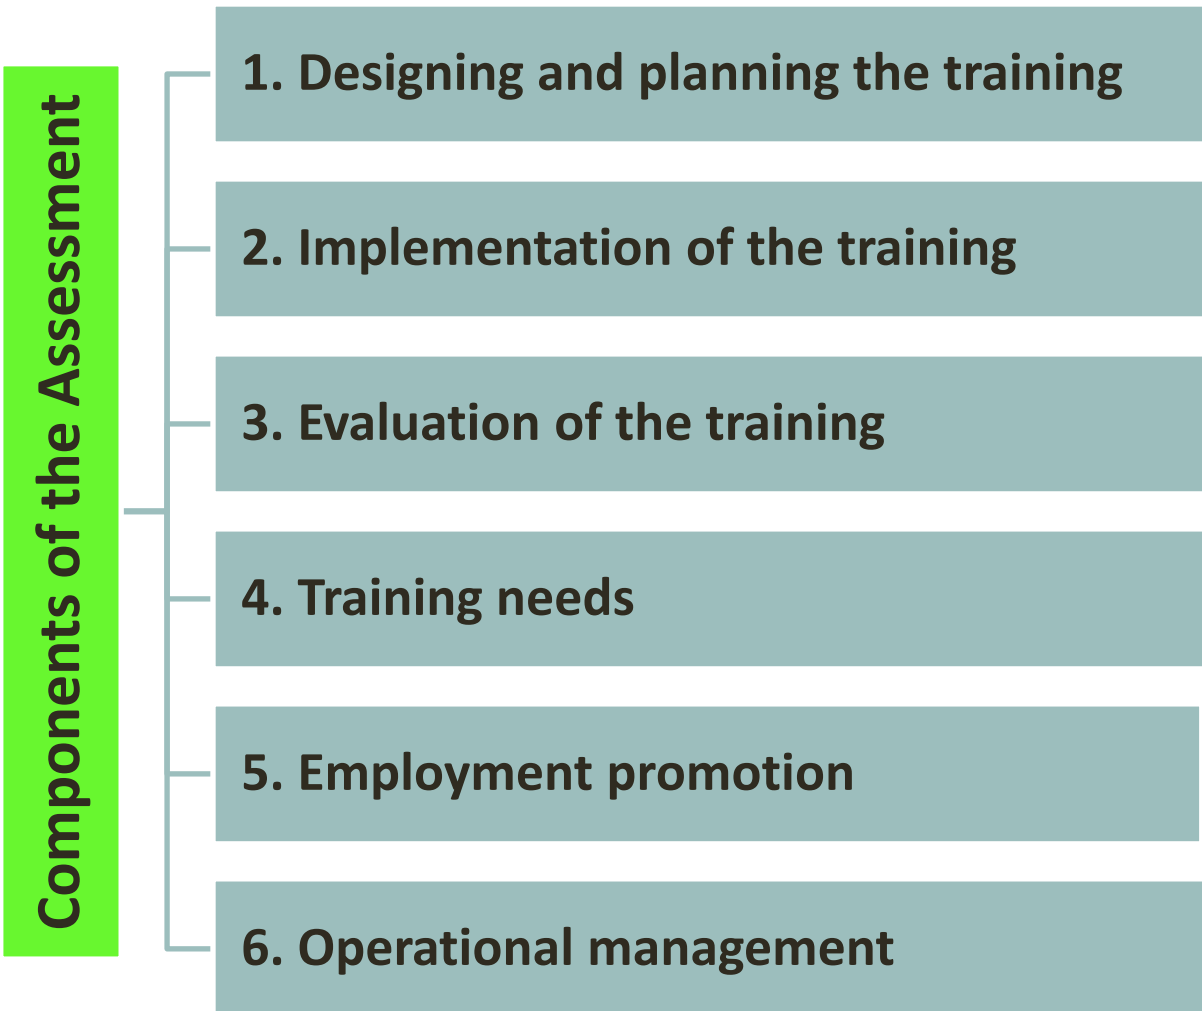 Components of the Assessment
1. Designing and planning the training
2. Implementation of the training
3. Evaluation of the training
4. Training needs
5. Employment promotion
6. Operational management